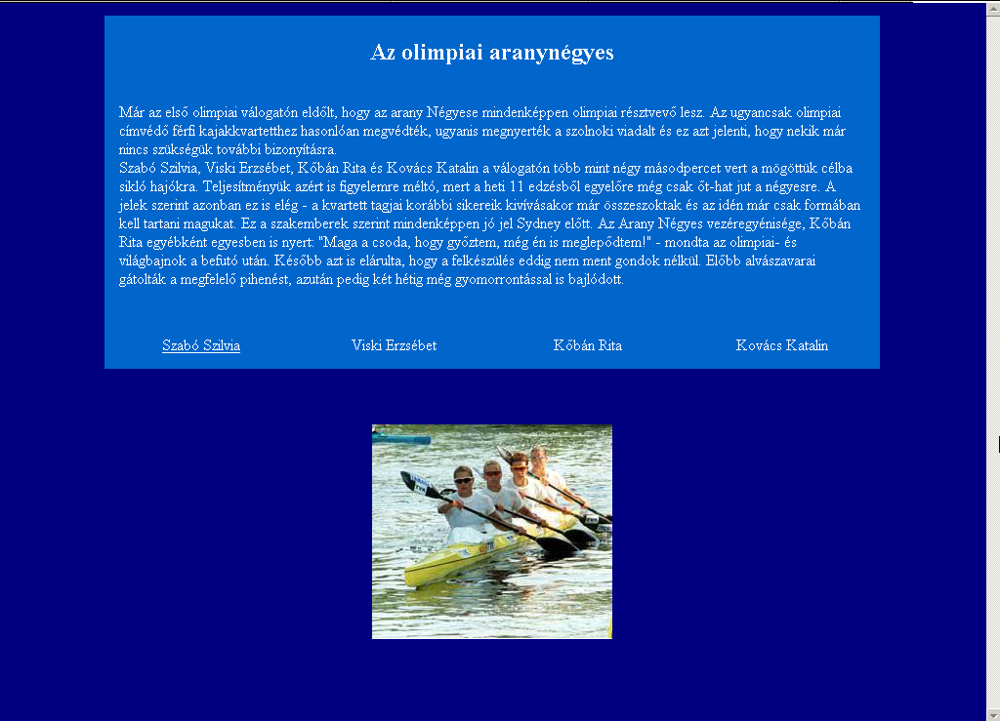 Az olimpiai aranynégyes
Már az első olimpiai válogatón eldőlt, hogy az arany Négyese mindenképpen olimpiai résztvevő lesz. Az ugyancsak olimpiai
címvédő férfi kajakkvartetthez hasonlóan megvédték, ugyanis megnyerték a szolnoki viadalt és ez azt jelenti, hogy nekik már
nincs szükségük további bizonyításra.
Szabó Szilvia, Viski Erzsébet, Kőbán Rita és Kovács Katalin a válogatón több mint négy másodpercet vert a mögöttük célba
sikló hajókra. Teljesítményük azért is figyelemre méltó, mert a heti 11 edzésből egyelőre még csak őt-hat jut a négyesre. A
jelek szerint azonban ez is elég - a kvartett tagjai korábbi sikereik kivívásakor már összeszoktak és az idén már csak formában
kell tartani magukat. Ez a szakemberek szerint mindenképpen jó jel Sydney előtt. Az Arany Négyes vezéregyénisége, Kőbán
Rita egyébként egyesben is nyert: "Maga a csoda, hogy győztem, még én is meglepődtem!" - mondta az olimpiai- és
világbajnok a befutó után. Később azt is elárulta, hogy a felkészülés eddig nem ment gondok nélkül. Előbb alvászavarai
gátolták a megfelelő pihenést, azután pedig két hétig még gyomorrontással is bajlódott.
Szabó Szilvia Viski Erzsébet Kőbán Rita Kovács Katalin